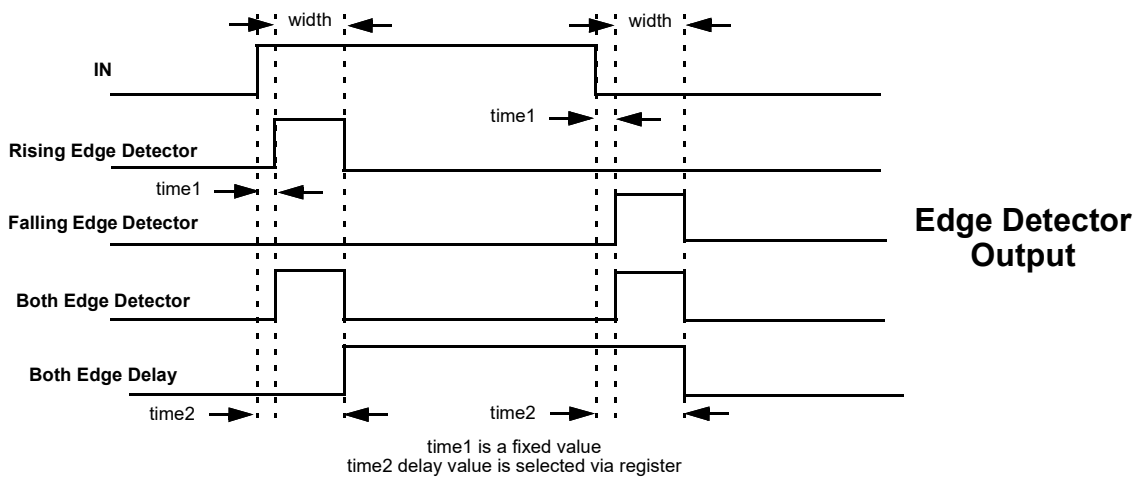 width
width
IN
time1
Rising Edge Detector
time1
Falling Edge Detector
Edge Detector
Output
Both Edge Detector
Both Edge Delay
time2
time2
time1 is a fixed value
time2 delay value is selected via register